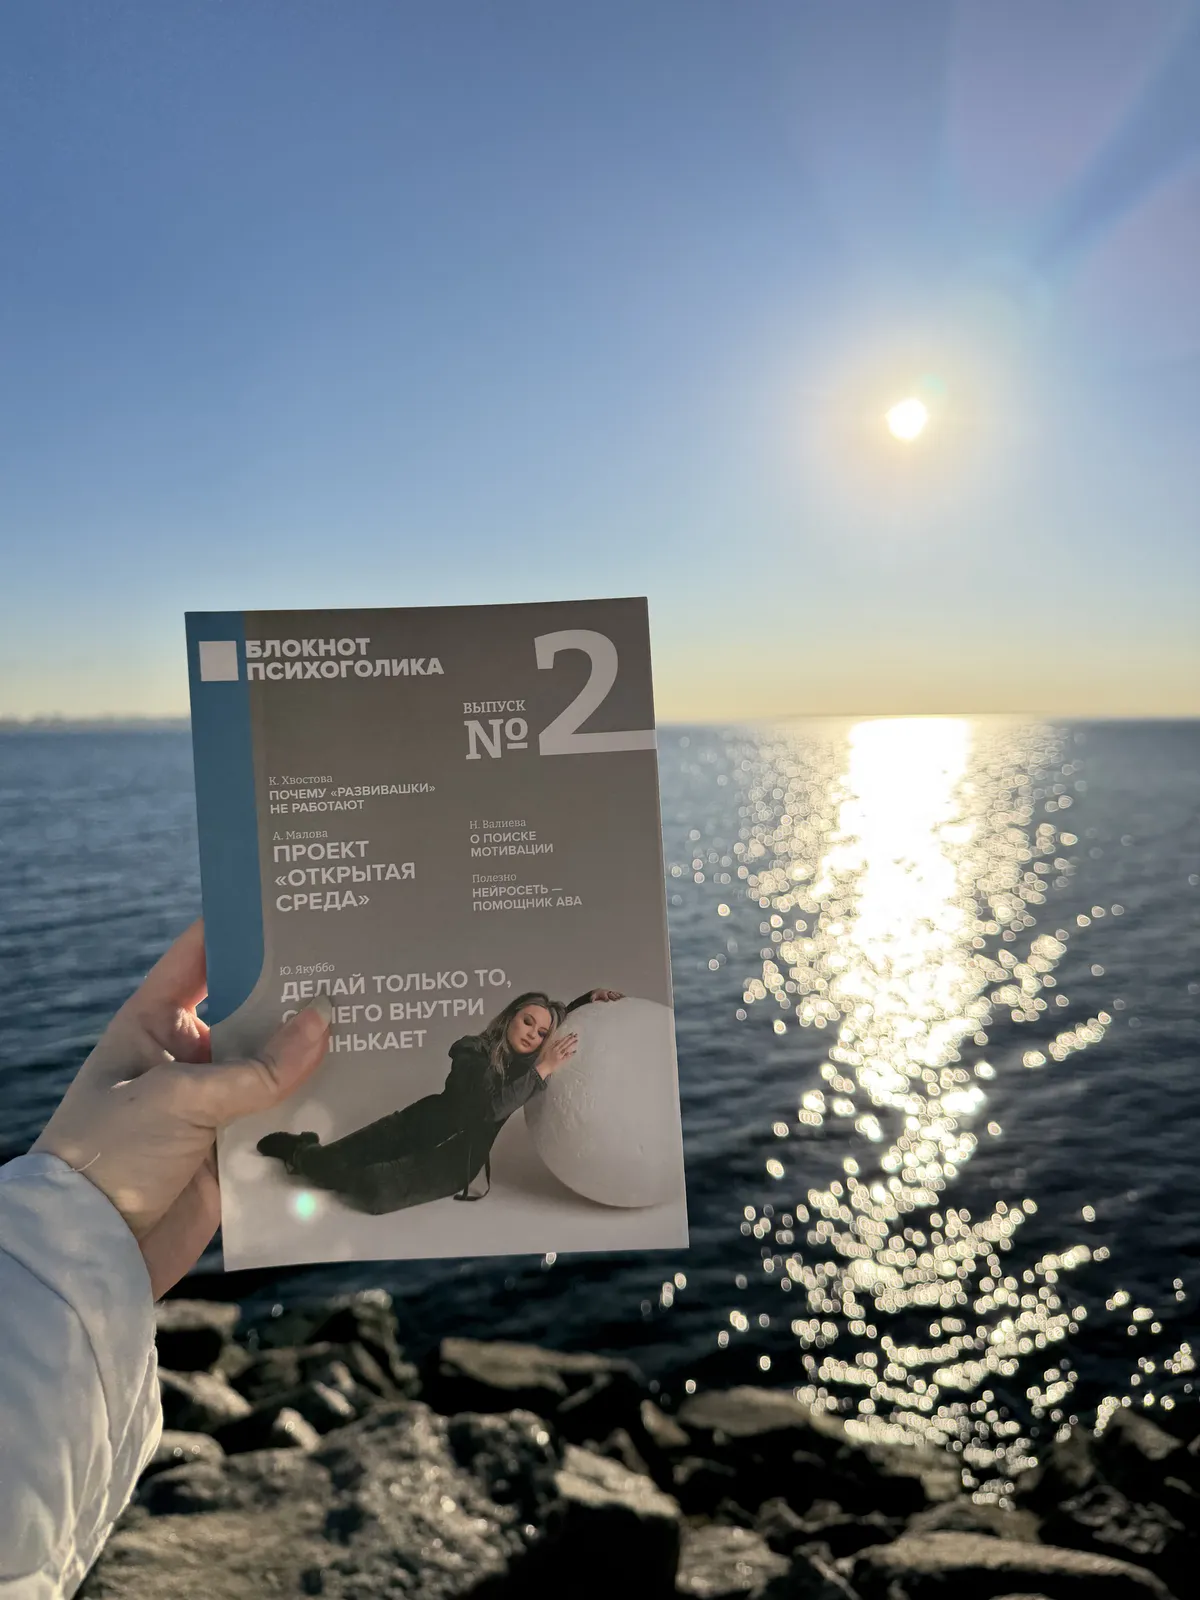 БЛОКНОТ
ПСИХОГОЛИКА
ВЫПУСК
№2
К. Хвостова
ПОЧЕМУ «РАЗВИВАШКИ»
НЕ РАБОТАЮТ
А. Малова
ПРОЕКТ
«ОТКРЫТАЯ
СРЕДА»
Н. Валиева
О ПОИСКЕ
МОТИВАЦИИ
Полезно
НЕЙРОСЕТЬ —
ПОМОЩНИК АВА
Ю. Якуббо
ДЕЛАЙ ТОЛЬКО ТО,
ВНУТРИ